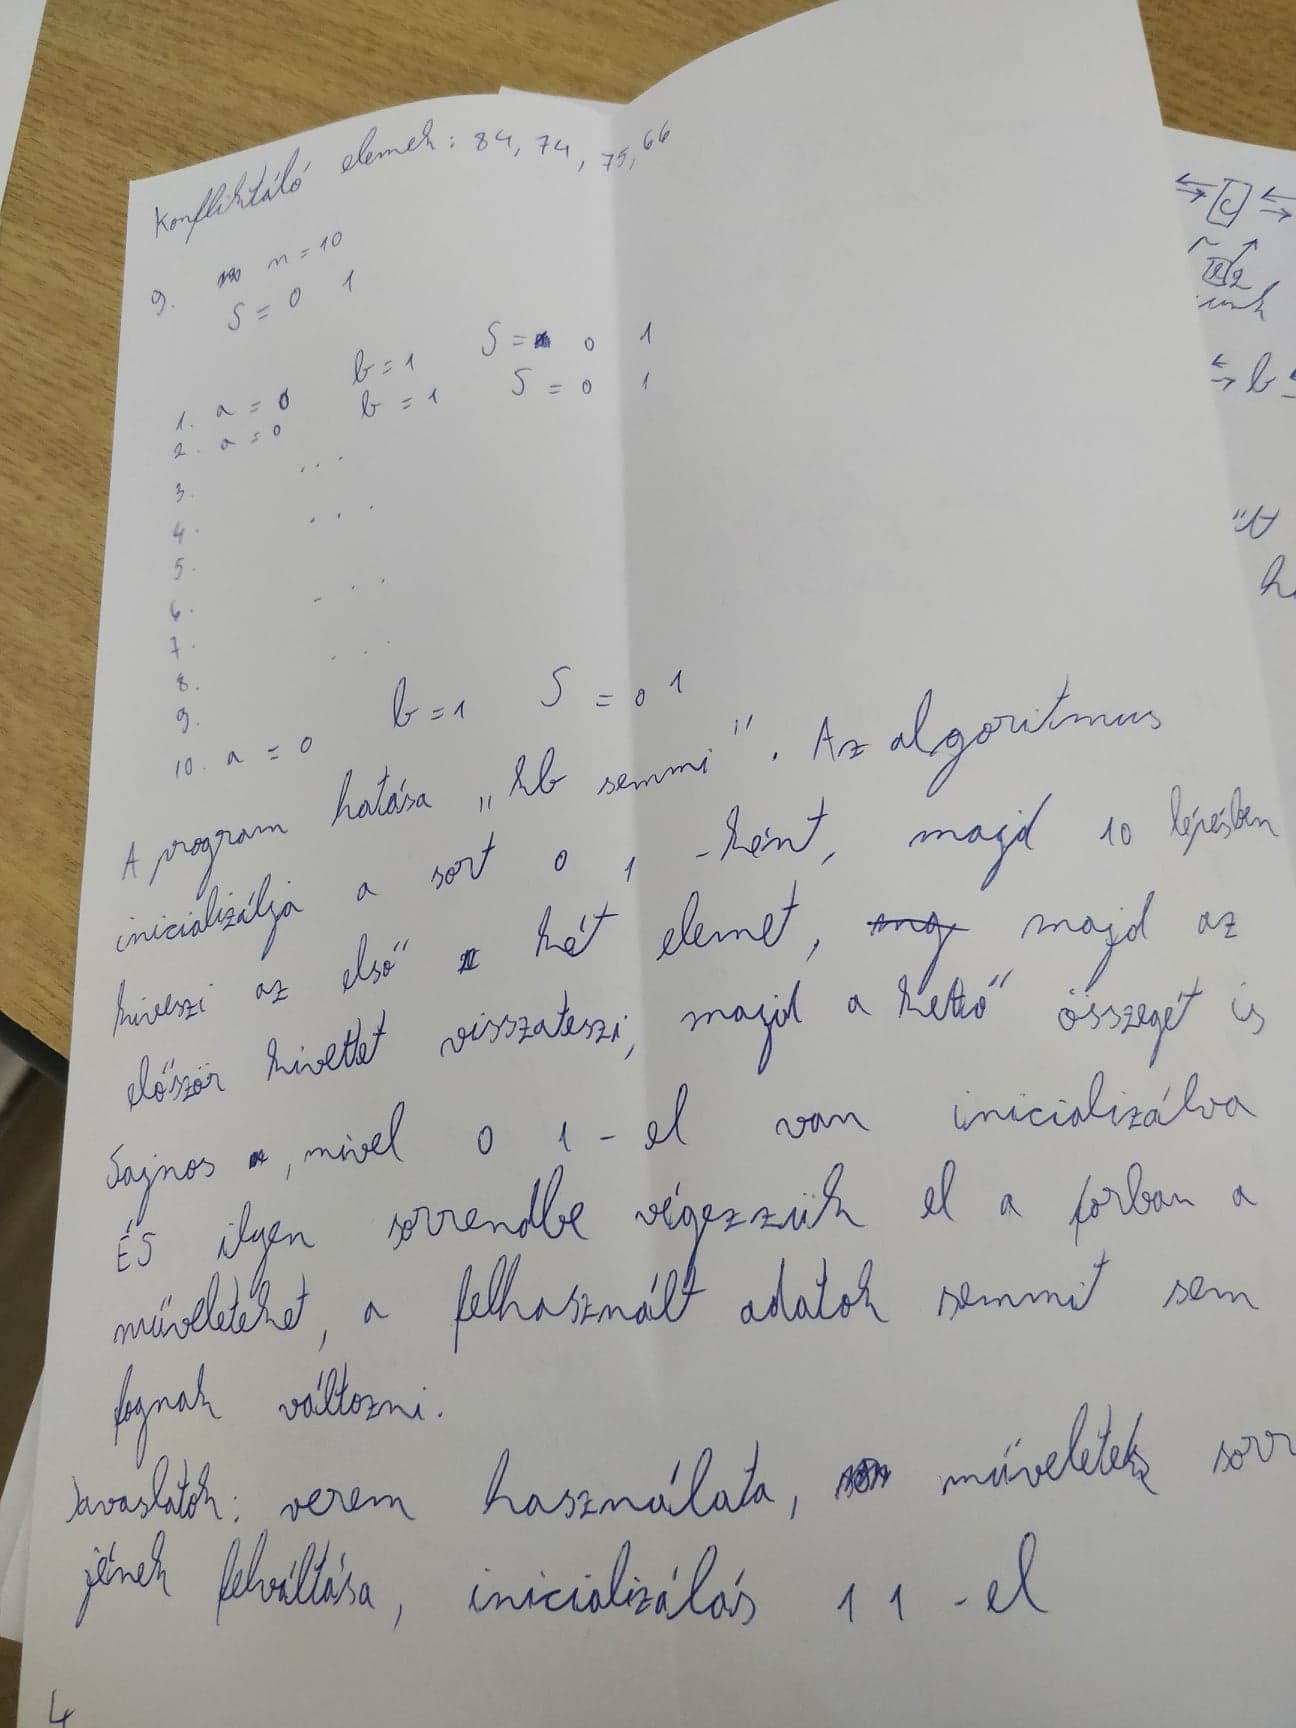 Konfliktáló elemek: 84, 74, 75, 66
9. n = 10
S = 0 1
1. a = 0 b = 1 S = 0 1
2. a = 0 b = 1 S = 0 1
3. ...
4. ...
5.
6. ...
7.
8. ...
9.
10. a = 0 b = 1 S = 0 1
A program hatása „kb semmi". Az algoritmus
inicializálja a sort 0 1 -ként, majd 10 lépésben
kiveszi az első két elemet, majd az
először kivettet visszateszi, majd a kettő összegét is
Sajnos, mivel 0 1 - el van inicializálva
ÉS ilyen sorrendbe végezzük el a forban a
műveleteket, a felhasznált adatok semmit sem
fognak változni.
Javaslatok: verem használata, műveletek sorr
jének felváltása, inicializálás 1 1 -el
4
C
b